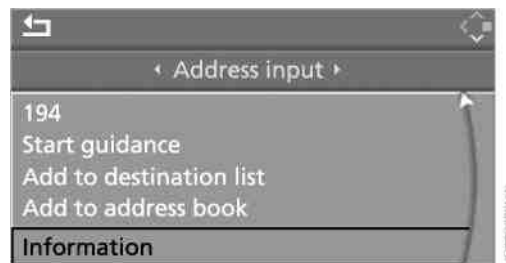 Address input
194
Start guidance
Add to destination list
Add to address book
Information